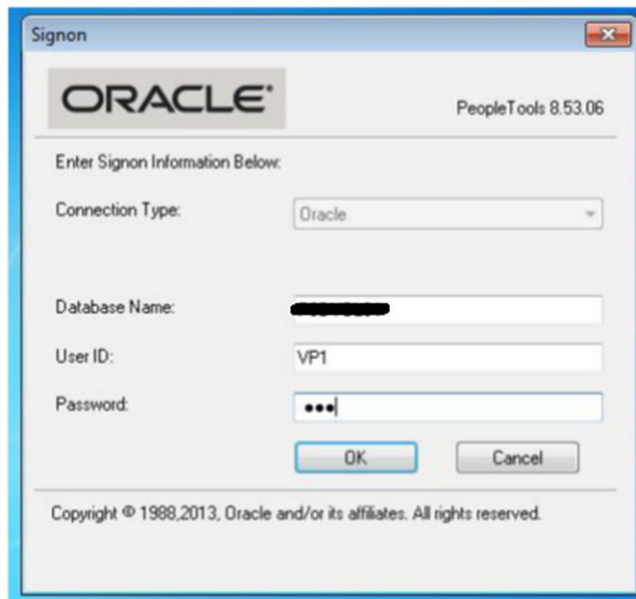 Signon
ORACLE®
PeopleTools 8.53.06
Enter Signon Information Below:
Connection Type: Oracle
Database Name:
User ID: VP1
Password: •••
OK Cancel
Copyright © 1988,2013, Oracle and/or its affiliates. All rights reserved.